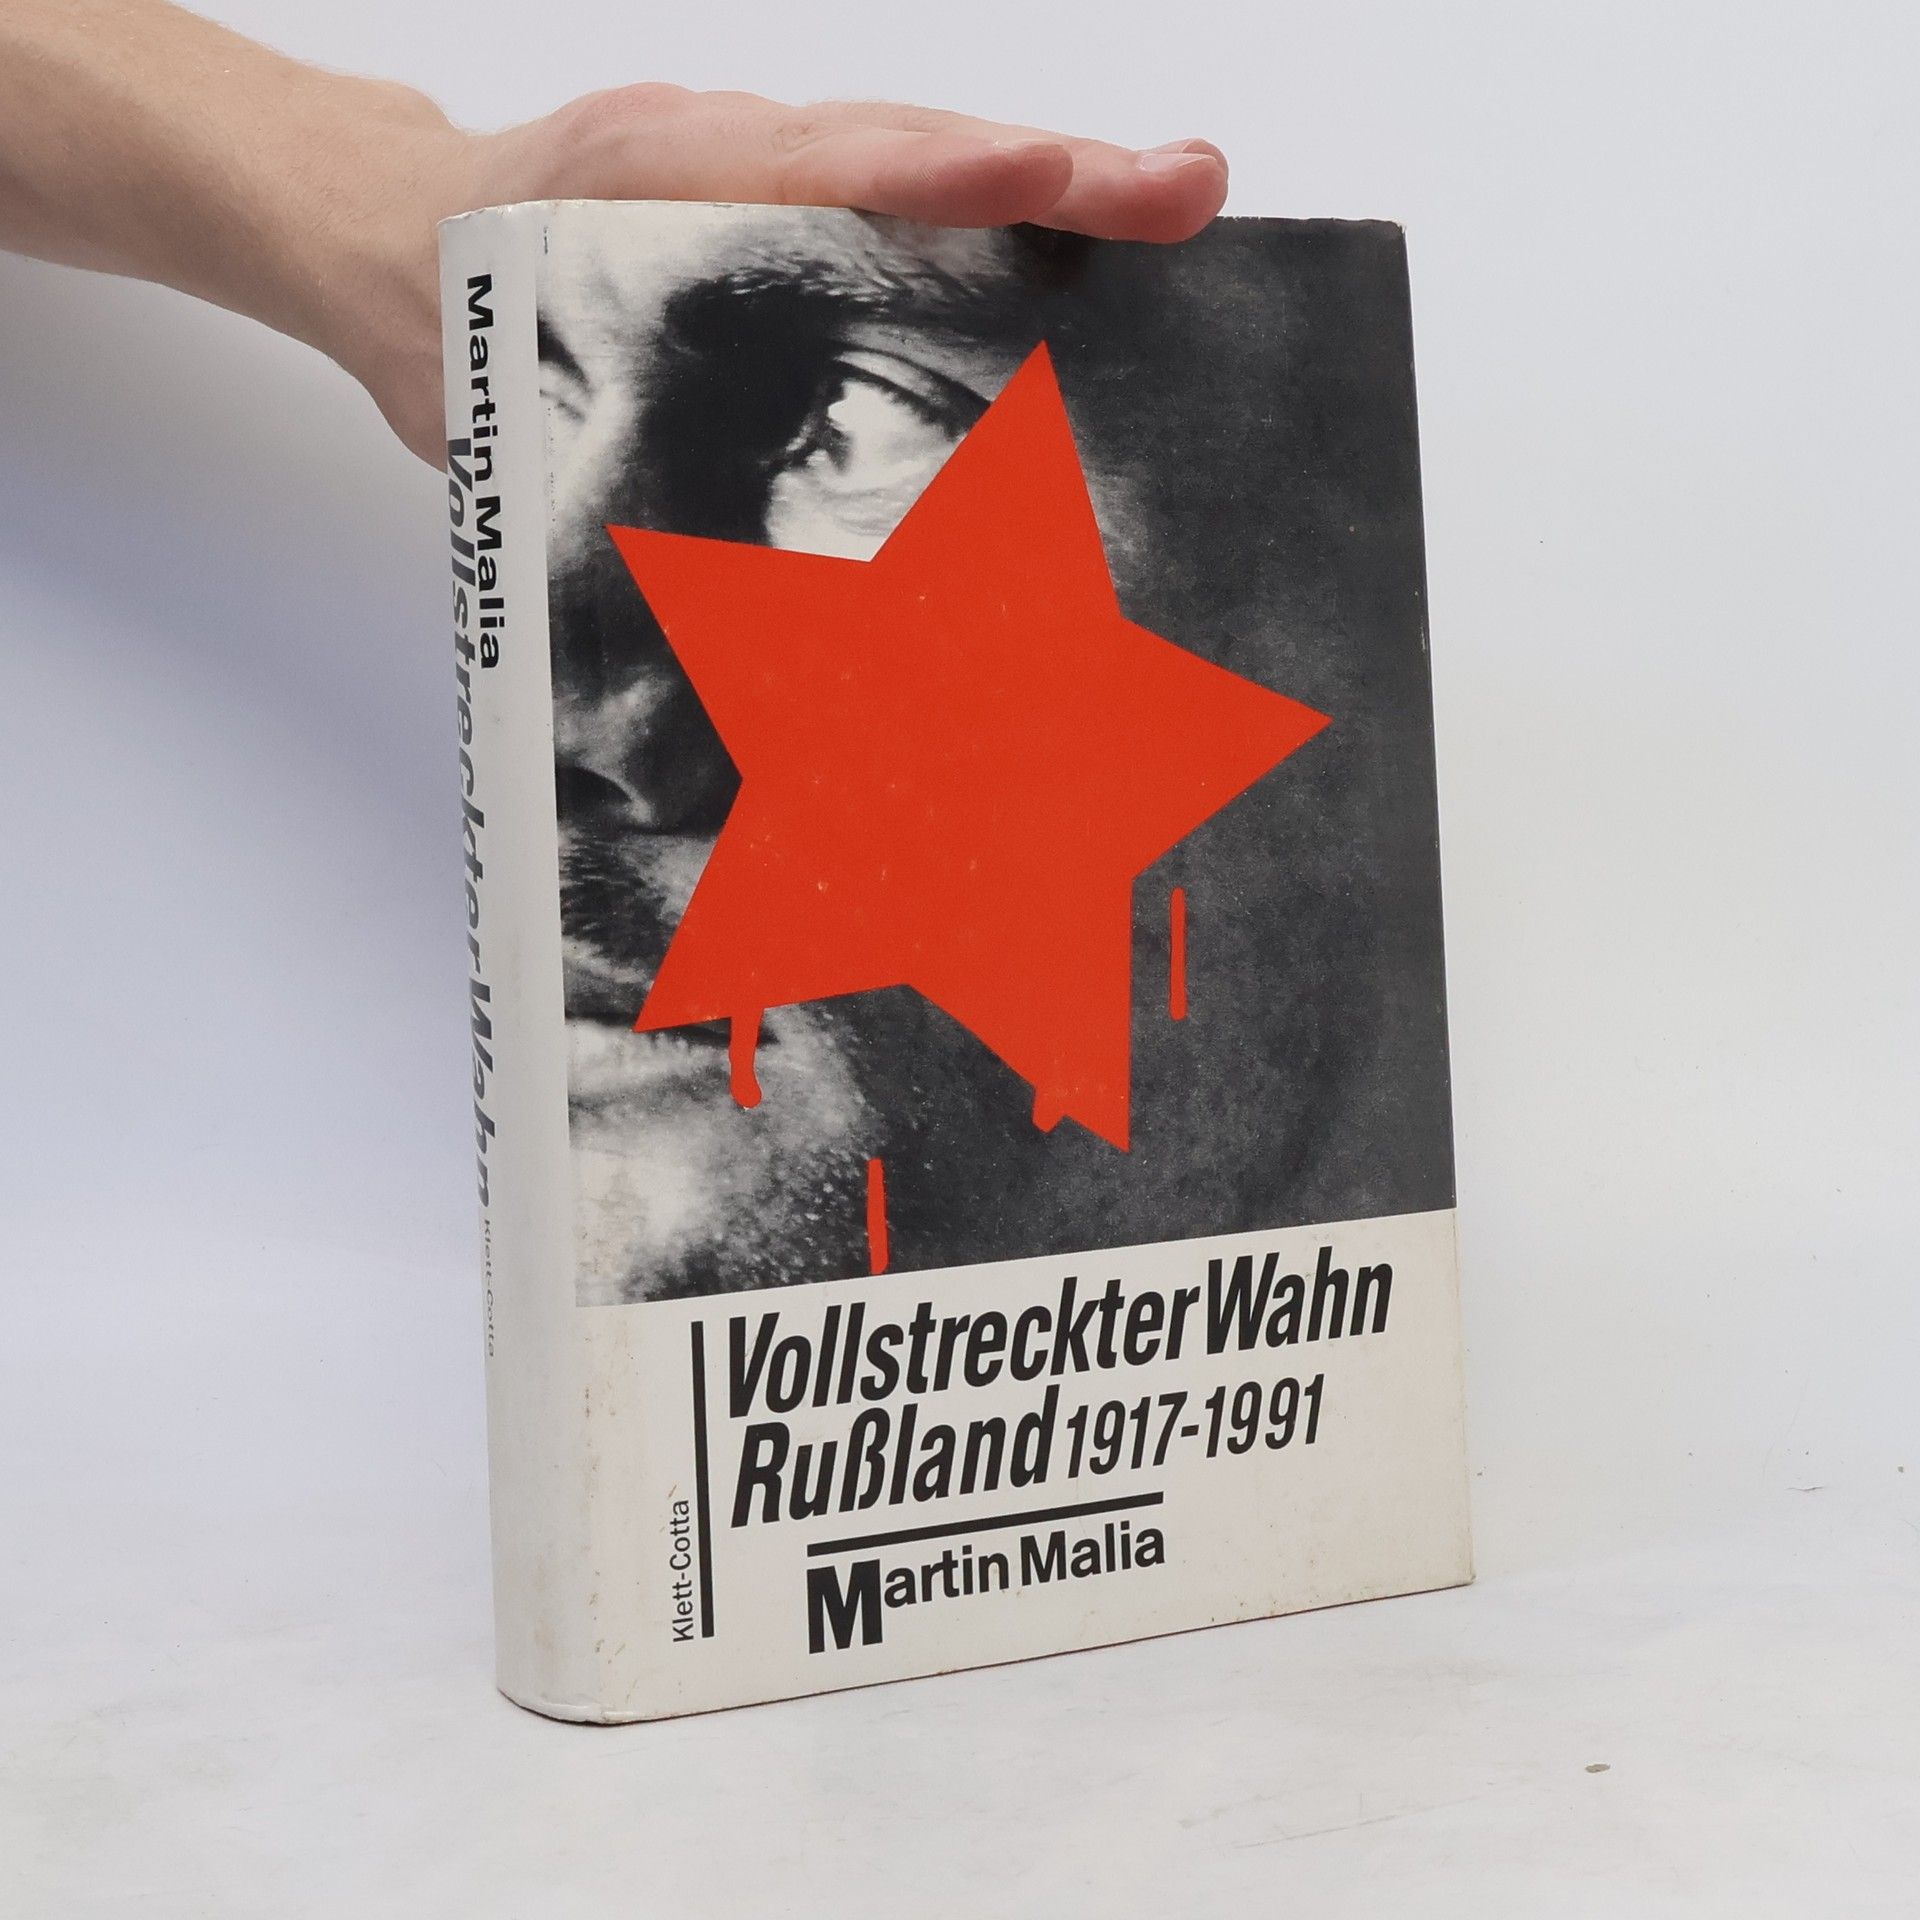 Martin Malia
Vollstreckter Wahn Klett-Cotta
Vollstreckter Wahn
Rußland 1917-1991
Klett-Cotta
Martin Malia